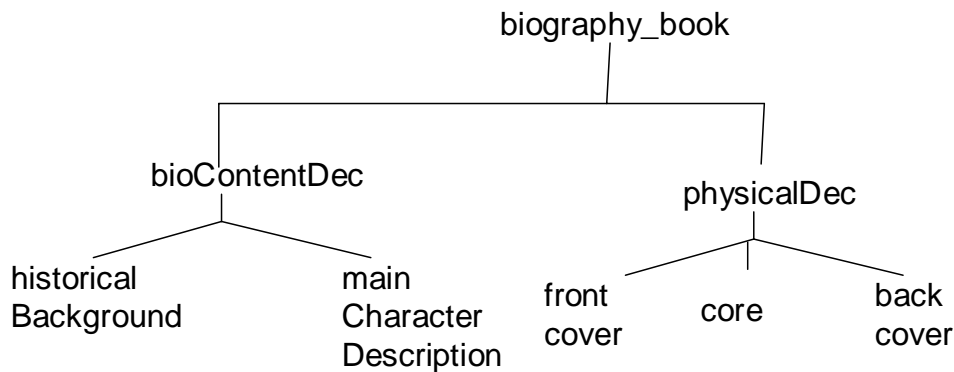 biography_book
bioContentDec
physicalDec
historical
Background
main
Character
Description
front
cover
core
back
cover